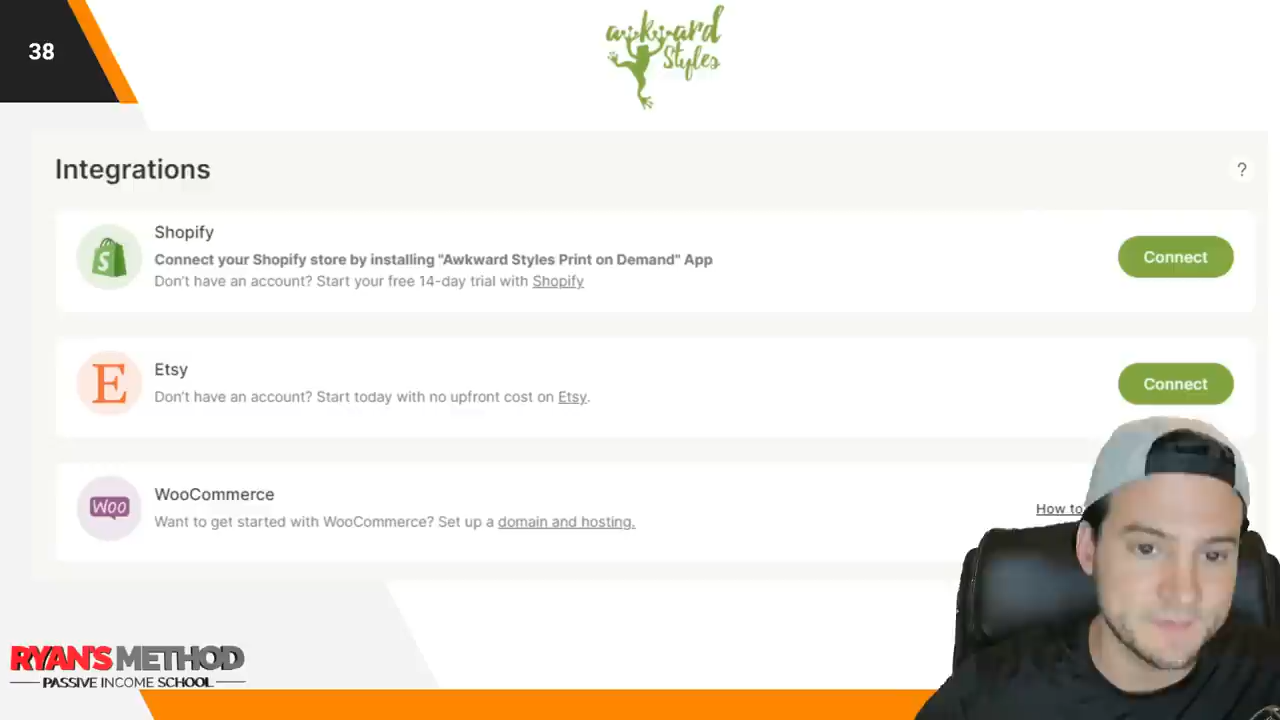 38
awkward
Styles
Integrations
?
Shopify
Connect your Shopify store by installing "Awkward Styles Print on Demand" App
Don't have an account? Start your free 14-day trial with Shopify
Connect
S
Etsy
Don't have an account? Start today with no upfront cost on Etsy.
Connect
E
WooCommerce
Want to get started with WooCommerce? Set up a domain and hosting.
How to
Woo
RYAN'S METHOD
PASSIVE INCOME SCHOOL